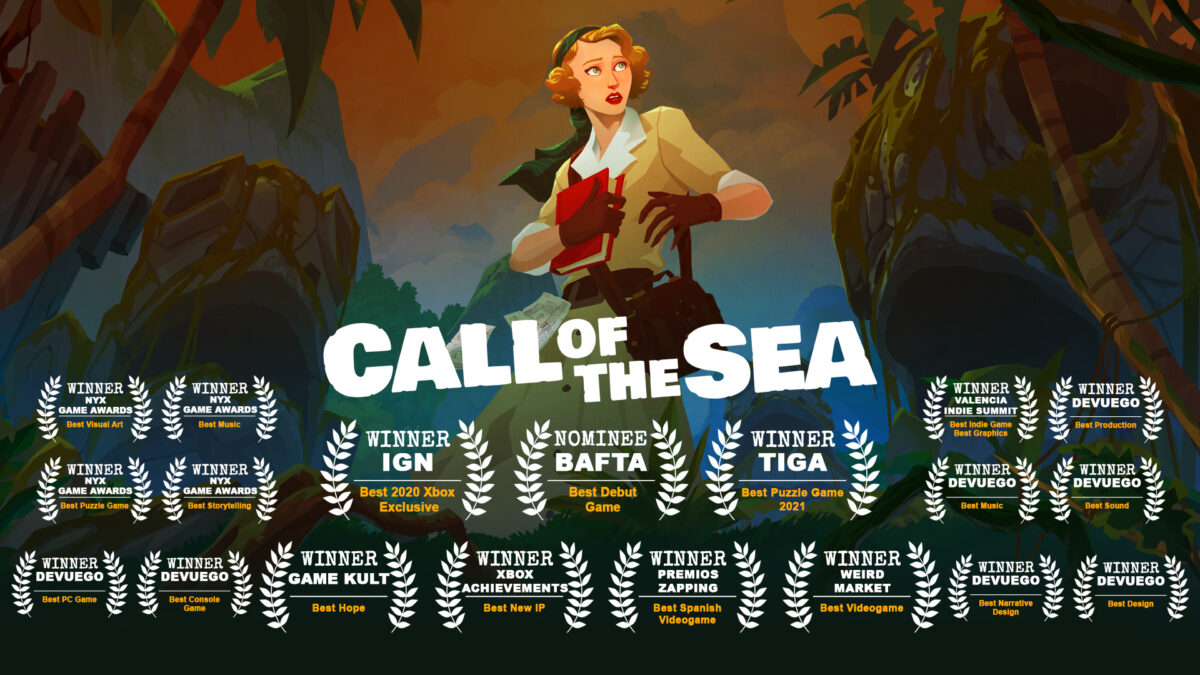 CALL OF THE SEA
WINNER
NYX
GAME AWARDS
Best Visual Art
WINNER
NYX
GAME AWARDS
Best Music
WINNER
VALENCIA
INDIE SUMMIT
Best Indie Game
Best Graphics
WINNER
DEVUEGO
Best Production
WINNER
IGN
Best 2020 Xbox
Exclusive
NOMINEE
BAFTA
Best Debut
Game
WINNER
TIGA
Best Puzzle Game
2021
WINNER
NYX
GAME AWARDS
Best Puzzle Game
WINNER
NYX
GAME AWARDS
Best Storytelling
WINNER
DEVUEGO
Best Music
WINNER
DEVUEGO
Best Sound
WINNER
DEVUEGO
Best PC Game
WINNER
DEVUEGO
Best Console
Game
WINNER
GAME KULT
Best Hope
WINNER
XBOX
ACHIEVEMENTS
Best New IP
WINNER
PREMIOS
ZAPPING
Best Spanish
Videogame
WINNER
WEIRD
MARKET
Best Videogame
WINNER
DEVUEGO
Best Narrative
Design
WINNER
DEVUEGO
Best Design